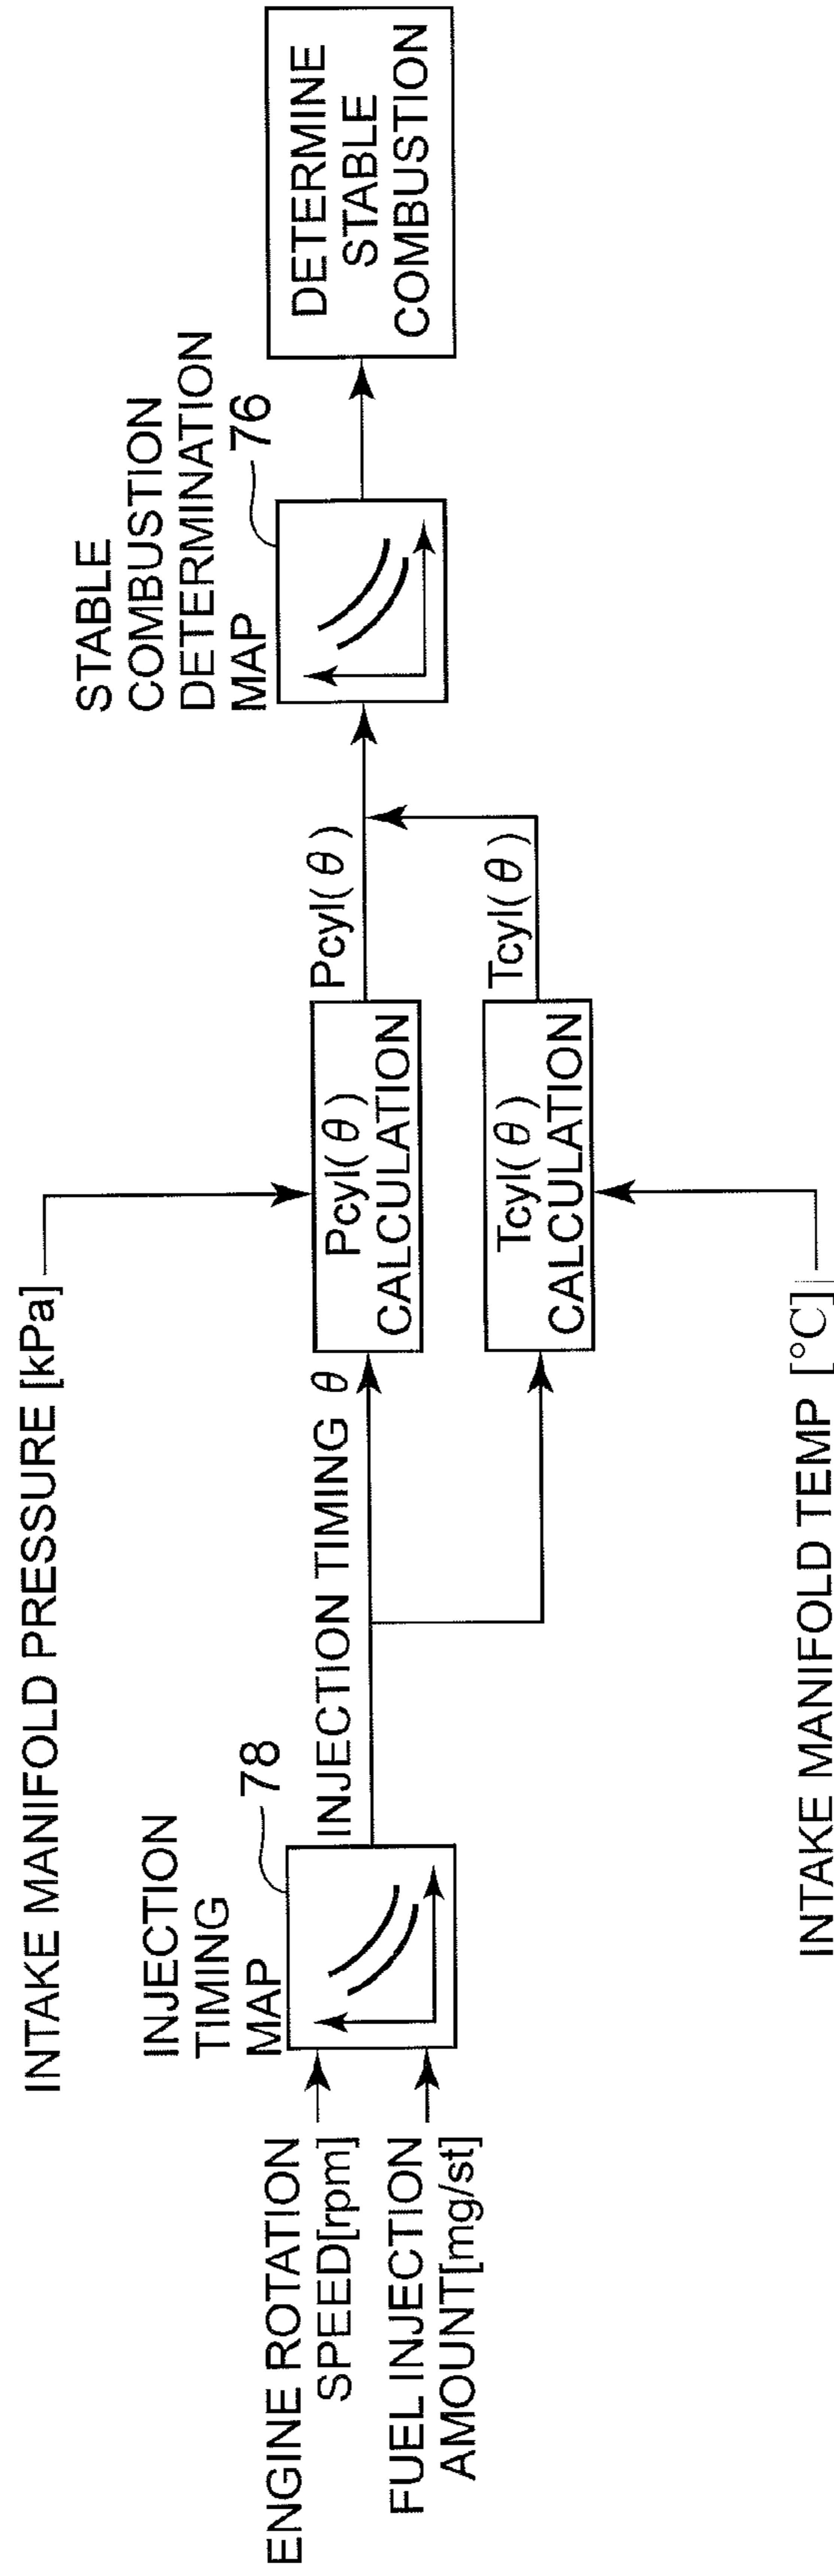 ENGINE ROTATION
SPEED[rpm]
FUEL INJECTION
AMOUNT[mg/st]
INJECTION
TIMING
MAP
78
INTAKE MANIFOLD PRESSURE [kPa]
INJECTION TIMING θ
Pcyl(θ)
CALCULATION
Tcyl(θ)
CALCULATION
INTAKE MANIFOLD TEMP [°C]
Pcyl(θ)
Tcyl(θ)
STABLE
COMBUSTION
DETERMINATION
MAP
76
DETERMINE
STABLE
COMBUSTION